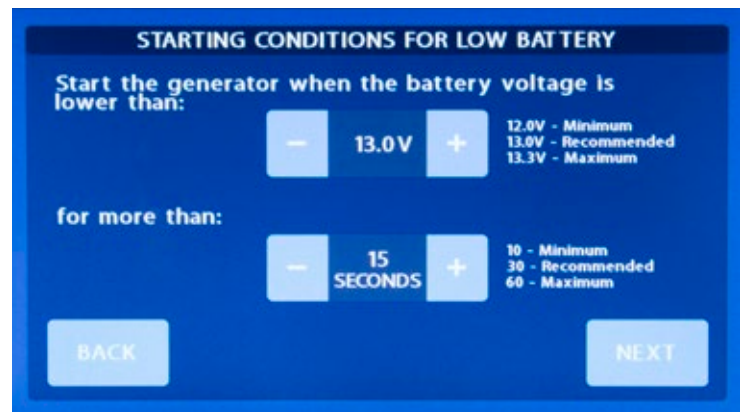 STARTING CONDITIONS FOR LOW BATTERY
Start the generator when the battery voltage is
lower than:
− 13.0V +
12.0V - Minimum
13.0V - Recommended
13.3V - Maximum
for more than:
− 15 SECONDS +
10 - Minimum
30 - Recommended
60 - Maximum
BACK
NEXT